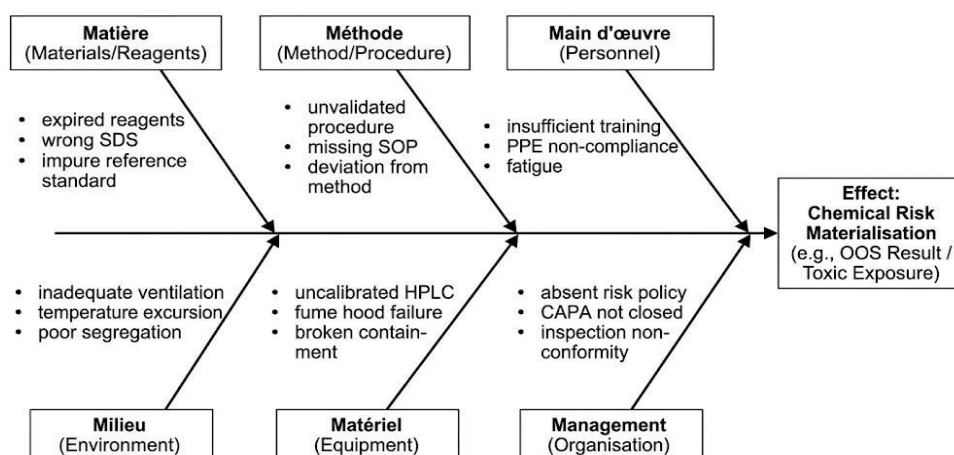 Matière
(Materials/Reagents)
Méthode
(Method/Procedure)
Main d'œuvre
(Personnel)
• expired reagents
• wrong SDS
• impure reference
standard
• unvalidated
procedure
• missing SOP
• deviation from
method
• insufficient training
• PPE non-compliance
• fatigue
Effect:
Chemical Risk
Materialisation
(e.g., OOS Result /
Toxic Exposure)
• inadequate ventilation
• temperature excursion
• poor segregation
• uncalibrated HPLC
• fume hood failure
• broken contain-
ment
• absent risk policy
• CAPA not closed
• inspection non-
conformity
Milieu
(Environment)
Matériel
(Equipment)
Management
(Organisation)